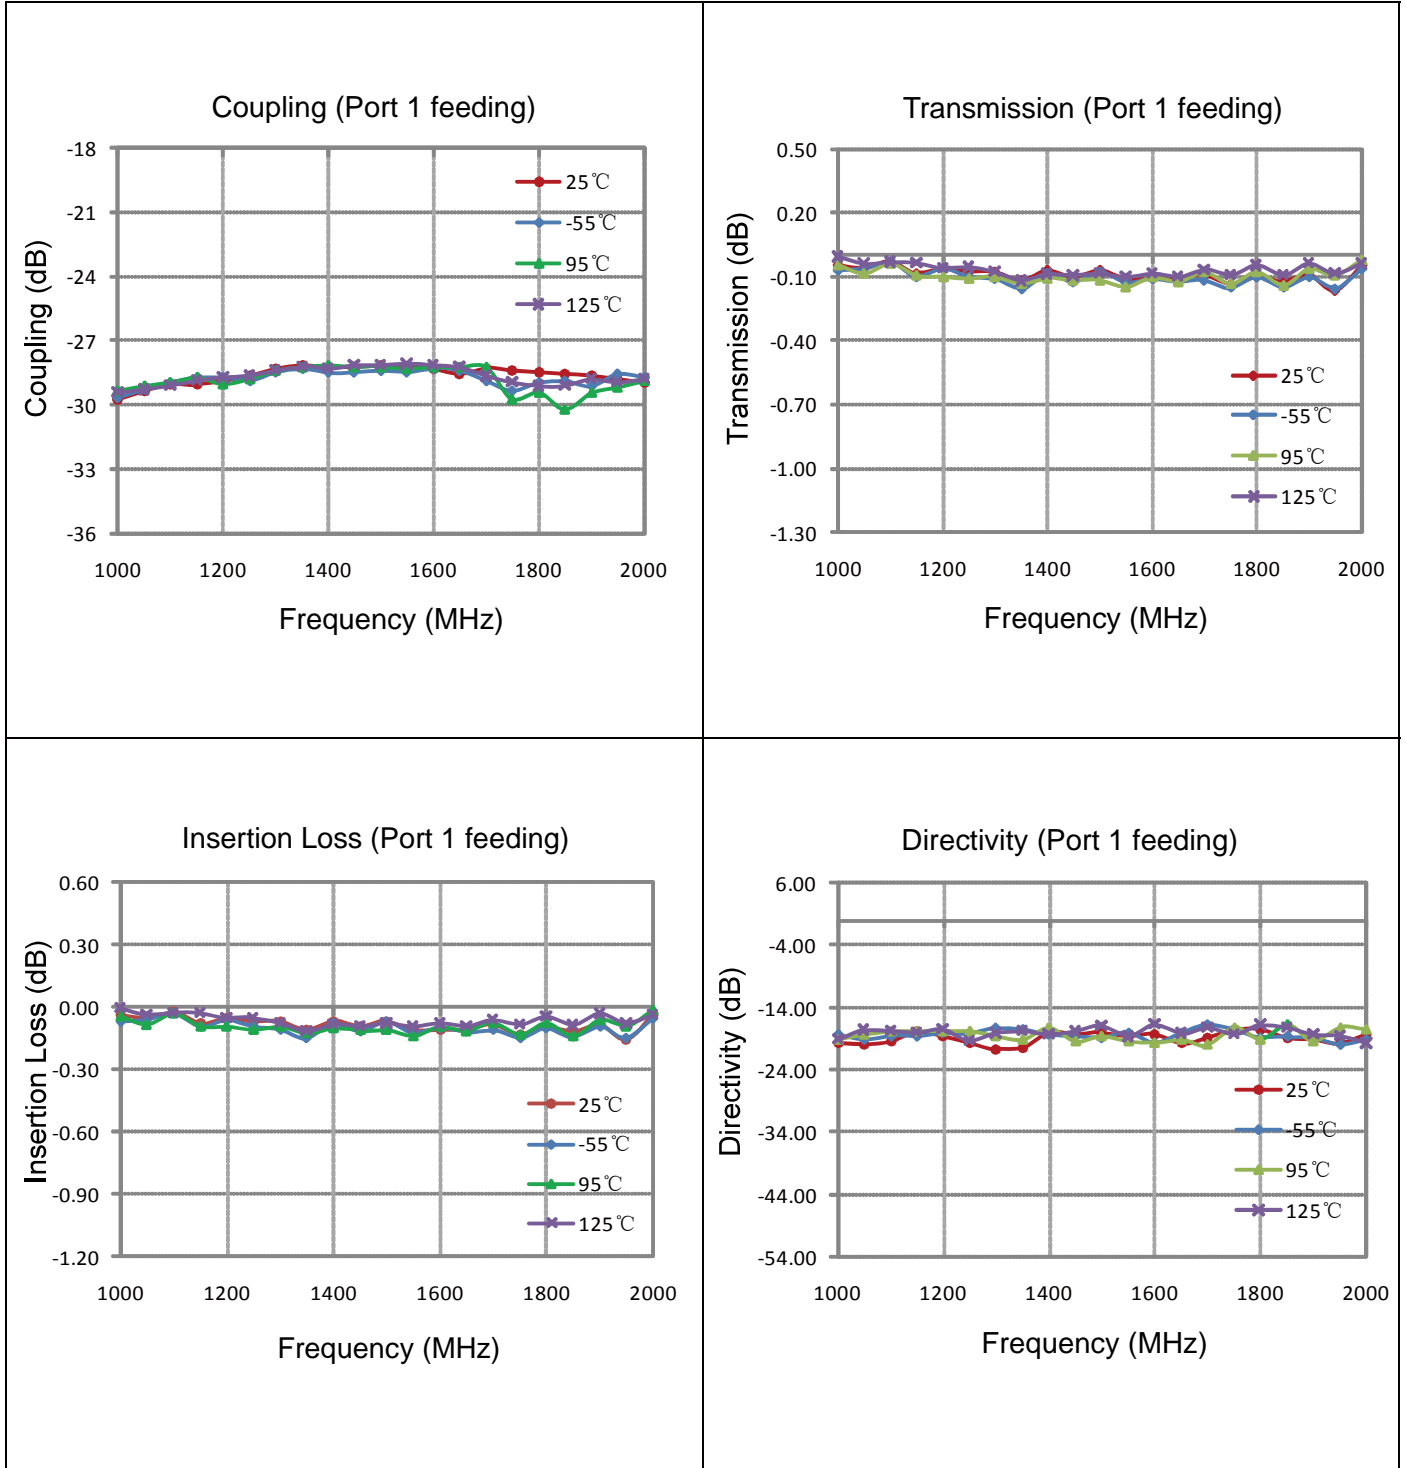 Coupling (Port 1 feeding)
-18
-21
-24
-27
-30
-33
-36
Coupling (dB)
25℃
-55℃
95℃
125℃
1000 1200 1400 1600 1800 2000
Frequency (MHz)
Transmission (Port 1 feeding)
0.50
0.20
-0.10
-0.40
-0.70
-1.00
-1.30
Transmission (dB)
25℃
-55℃
95℃
125℃
1000 1200 1400 1600 1800 2000
Frequency (MHz)
Insertion Loss (Port 1 feeding)
0.60
0.30
0.00
-0.30
-0.60
-0.90
-1.20
Insertion Loss (dB)
25℃
-55℃
95℃
125℃
1000 1200 1400 1600 1800 2000
Frequency (MHz)
Directivity (Port 1 feeding)
6.00
-4.00
-14.00
-24.00
-34.00
-44.00
-54.00
Directivity (dB)
25℃
-55℃
95℃
125℃
1000 1200 1400 1600 1800 2000
Frequency (MHz)